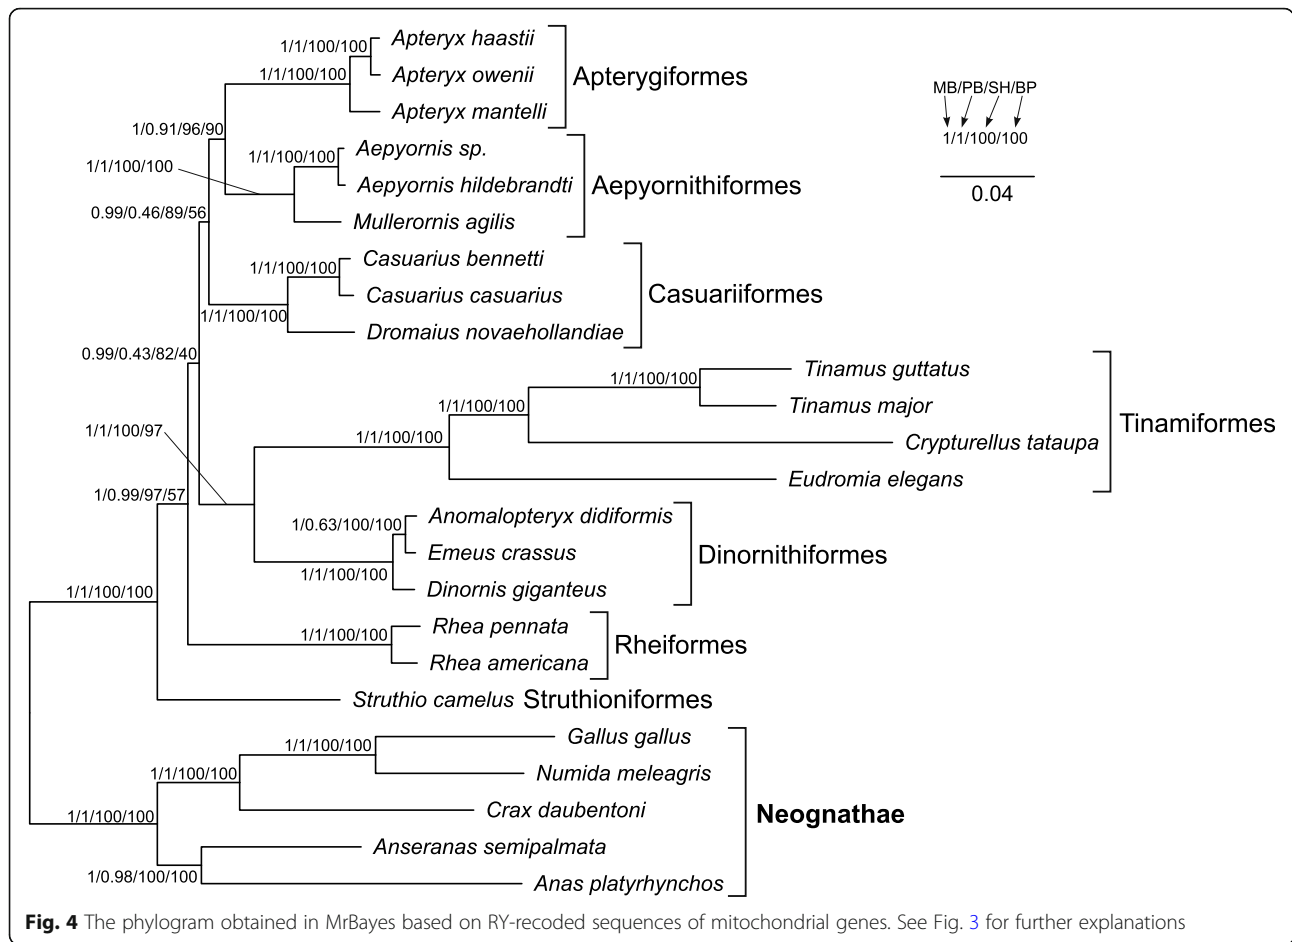 Apteryx haastii
1/1/100/100
Apteryx owenii
1/1/100/100
Apteryx mantelli
Apterygiformes
1/0.91/96/90
Aepyornis sp.
1/1/100/100
1/1/100/100
Aepyornis hildebrandti
Mullerornis agilis
Aepyornithiformes
0.99/0.46/89/56
Casuarius bennetti
1/1/100/100
Casuarius casuarius
1/1/100/100
Dromaius novaehollandiae
Casuariiformes
0.99/0.43/82/40
Tinamus guttatus
1/1/100/100
Tinamus major
1/1/100/100
Crypturellus tataupa
1/1/100/100
Eudromia elegans
Tinamiformes
1/1/100/97
1/0.99/97/57
Anomalopteryx didiformis
1/0.63/100/100
Emeus crassus
1/1/100/100
Dinornis giganteus
Dinornithiformes
1/1/100/100
Rhea pennata
1/1/100/100
Rhea americana
Rheiformes
Struthio camelus Struthioniformes
Gallus gallus
1/1/100/100
Numida meleagris
1/1/100/100
Crax daubentoni
1/1/100/100
Anseranas semipalmata
1/0.98/100/100
Anas platyrhynchos
Neognathae
MB/PB/SH/BP
1/1/100/100
0.04
Fig. 4 The phylogram obtained in MrBayes based on RY-recoded sequences of mitochondrial genes. See Fig. 3 for further explanations